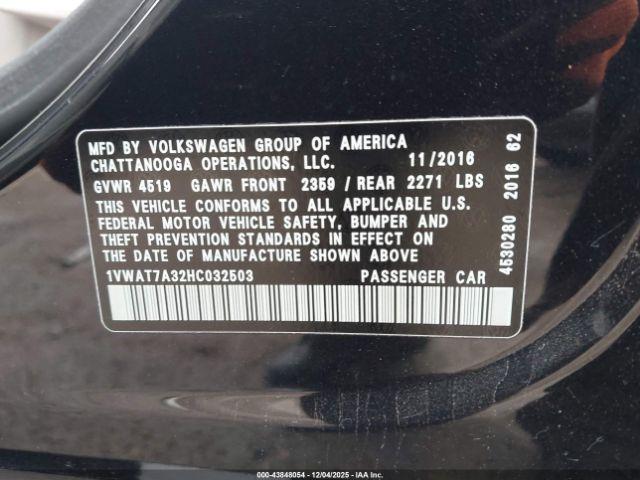 MFD BY VOLKSWAGEN GROUP OF AMERICA
CHATTANOOGA OPERATIONS, LLC. 11/2016
GVWR 4519 GAWR FRONT 2359 / REAR 2271 LBS
THIS VEHICLE CONFORMS TO ALL APPLICABLE U.S.
FEDERAL MOTOR VEHICLE SAFETY, BUMPER AND
THEFT PREVENTION STANDARDS IN EFFECT ON
THE DATE OF MANUFACTURE SHOWN ABOVE
1VWAT7A32HC032503 PASSENGER CAR
4530280 2016 62
000-43848054 - 12/04/2025 - IAAI.com